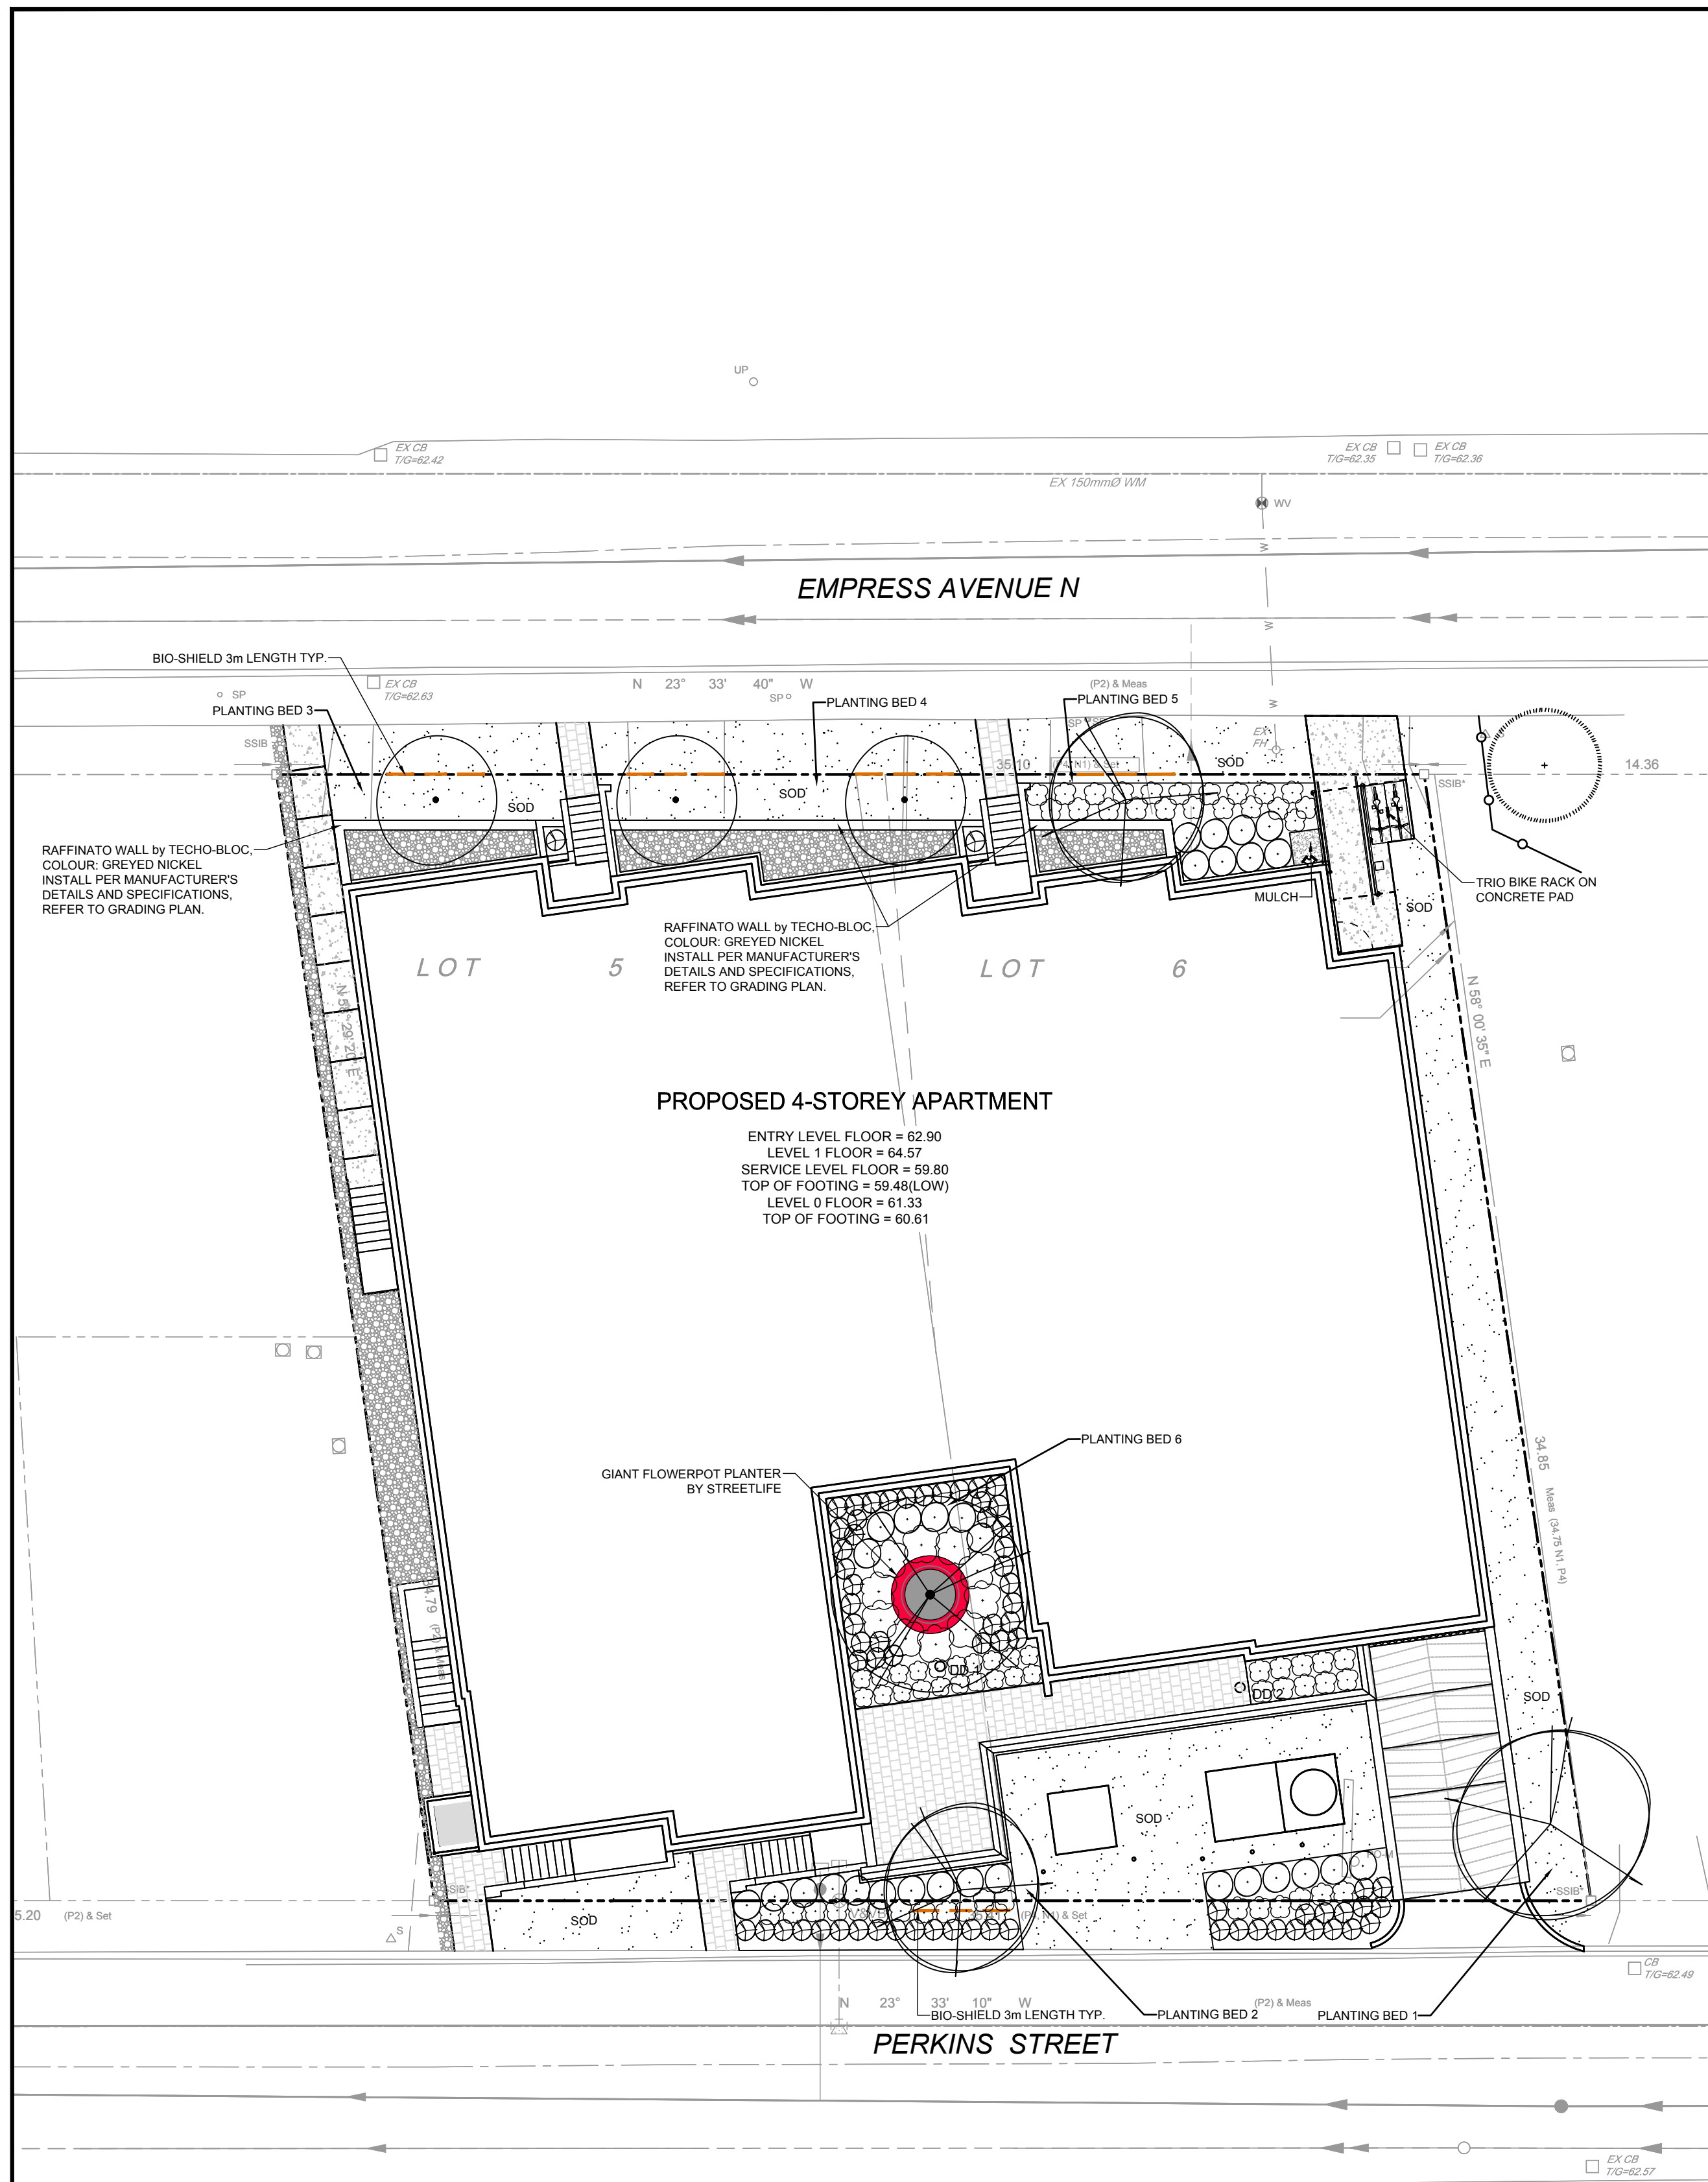 UP
EX CB
T/G=62.42
EX CB
T/G=62.35
EX CB
T/G=62.36
EX 150mmØ WM
WV
W
EMPRESS AVENUE N
W
BIO-SHIELD 3m LENGTH TYP.
EX CB
T/G=62.63
SP
PLANTING BED 3
N 23° 33' 40" W
SP
PLANTING BED 4
(P2) & Meas
PLANTING BED 5
W
SP
SSIB
EX
FH
35.10
SOD
14.36
SSIB*
SOD
SOD
RAFFINATO WALL by TECHO-BLOC,
COLOUR: GREYED NICKEL
INSTALL PER MANUFACTURER'S
DETAILS AND SPECIFICATIONS,
REFER TO GRADING PLAN.
TRIO BIKE RACK ON
CONCRETE PAD
MULCH
SOD
RAFFINATO WALL by TECHO-BLOC,
COLOUR: GREYED NICKEL
INSTALL PER MANUFACTURER'S
DETAILS AND SPECIFICATIONS,
REFER TO GRADING PLAN.
LOT 5
LOT 6
N 58° 00' 35" E
PROPOSED 4-STOREY APARTMENT
ENTRY LEVEL FLOOR = 62.90
LEVEL 1 FLOOR = 64.57
SERVICE LEVEL FLOOR = 59.80
TOP OF FOOTING = 59.48(LOW)
LEVEL 0 FLOOR = 61.33
TOP OF FOOTING = 60.61
PLANTING BED 6
34.85 Meas (34.75 N1, P4)
GIANT FLOWERPOT PLANTER
BY STREETLIFE
DD 1
DD 2
SOD
SOD
SSIB*
SSIB*
5.20 (P2) & Set
(P4, N1) & Set
SOD
S
CB
T/G=62.49
N 23° 33' 10" W
(P2) & Meas
BIO-SHIELD 3m LENGTH TYP.
PLANTING BED 2
PLANTING BED 1
PERKINS STREET
EX CB
T/G=62.57